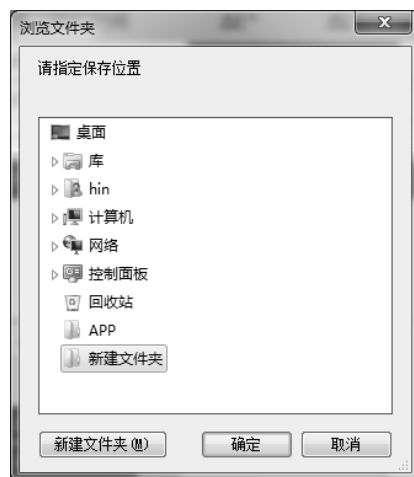 浏览文件夹
请指定保存位置
桌面
库
hin
计算机
网络
控制面板
回收站
APP
新建文件夹
新建文件夹(M) 确定 取消